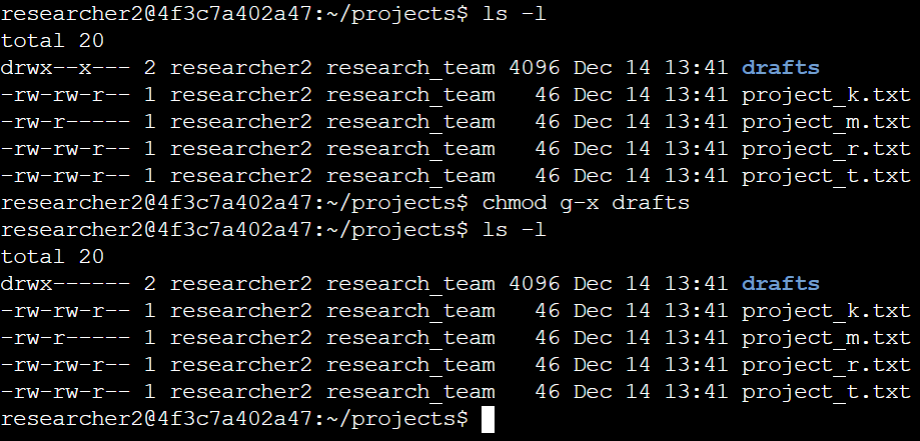 researcher2@4f3c7a402a47:~/projects$ ls -l
total 20
drwx--x--- 2 researcher2 research_team 4096 Dec 14 13:41 drafts
-rw-rw-r-- 1 researcher2 research_team   46 Dec 14 13:41 project_k.txt
-rw-r----- 1 researcher2 research_team   46 Dec 14 13:41 project_m.txt
-rw-rw-r-- 1 researcher2 research_team   46 Dec 14 13:41 project_r.txt
-rw-rw-r-- 1 researcher2 research_team   46 Dec 14 13:41 project_t.txt
researcher2@4f3c7a402a47:~/projects$ chmod g-x drafts
researcher2@4f3c7a402a47:~/projects$ ls -l
total 20
drwx------ 2 researcher2 research_team 4096 Dec 14 13:41 drafts
-rw-rw-r-- 1 researcher2 research_team   46 Dec 14 13:41 project_k.txt
-rw-r----- 1 researcher2 research_team   46 Dec 14 13:41 project_m.txt
-rw-rw-r-- 1 researcher2 research_team   46 Dec 14 13:41 project_r.txt
-rw-rw-r-- 1 researcher2 research_team   46 Dec 14 13:41 project_t.txt
researcher2@4f3c7a402a47:~/projects$